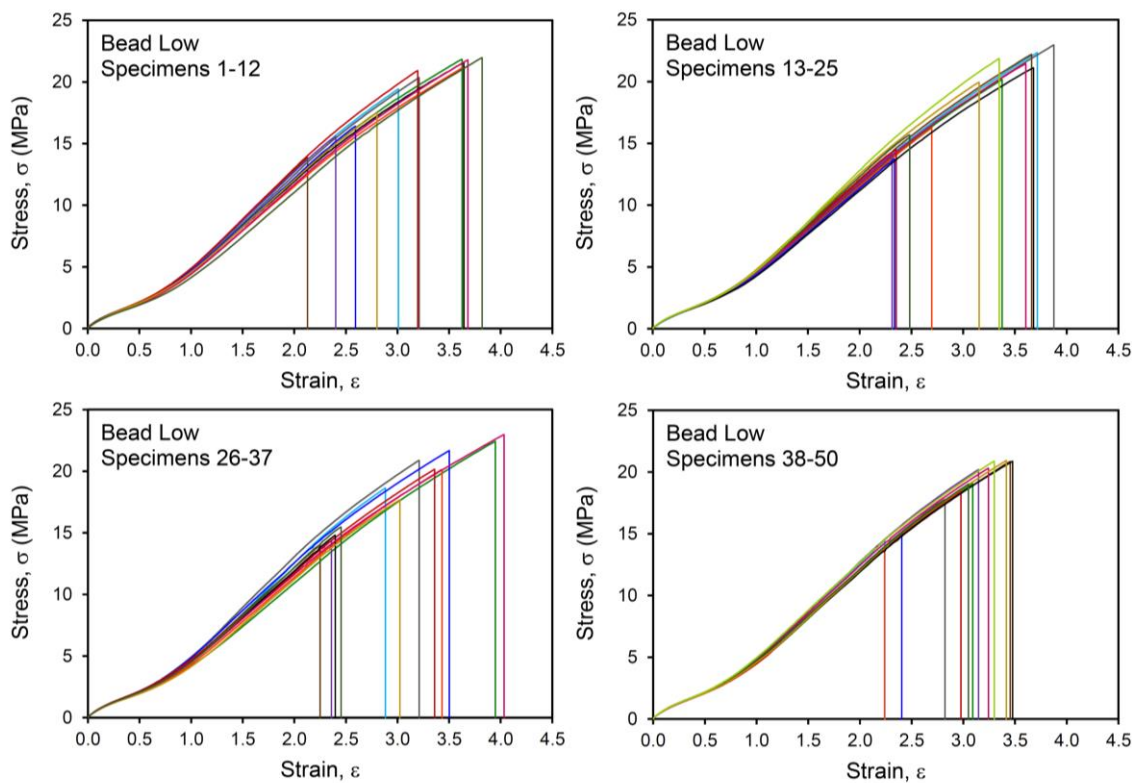 25
20
15
10
5
0
Stress, σ (MPa)
Bead Low
Specimens 1-12
0.0 0.5 1.0 1.5 2.0 2.5 3.0 3.5 4.0 4.5
Strain, ε
25
20
15
10
5
0
Stress, σ (MPa)
Bead Low
Specimens 13-25
0.0 0.5 1.0 1.5 2.0 2.5 3.0 3.5 4.0 4.5
Strain, ε
25
20
15
10
5
0
Stress, σ (MPa)
Bead Low
Specimens 26-37
0.0 0.5 1.0 1.5 2.0 2.5 3.0 3.5 4.0 4.5
Strain, ε
25
20
15
10
5
0
Stress, σ (MPa)
Bead Low
Specimens 38-50
0.0 0.5 1.0 1.5 2.0 2.5 3.0 3.5 4.0 4.5
Strain, ε